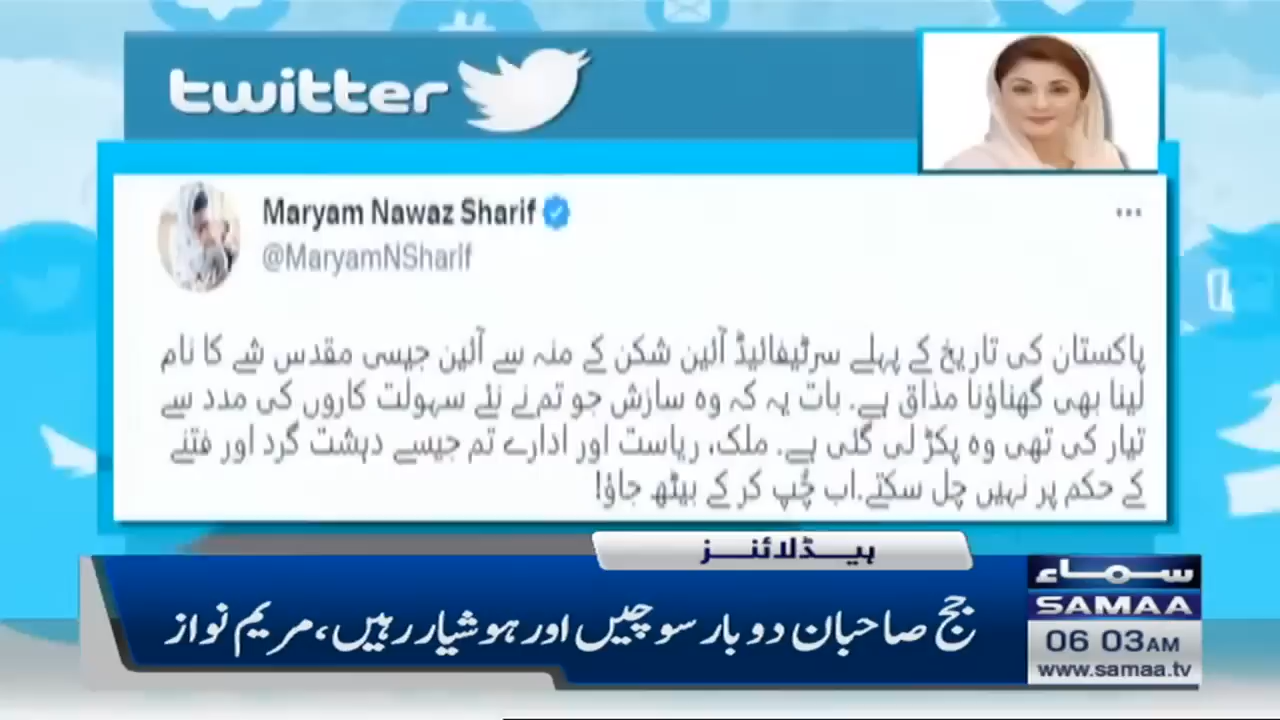 twitter
Maryam Nawaz Sharif
@MaryamNSharif
پاکستان کی تاریخ کے پہلے سرٹیفائیڈ آئین شکن کے منہ سے آئین جیسی مقدس شے کا نام
لینا بھی گھناؤنا مذاق ہے. بات یہ کہ وہ سازش جو تم نے نئے سہولت کاروں کی مدد سے
تیار کی تھی وہ پکڑ لی گئی ہے. ملک، ریاست اور ادارے تم جیسے دہشت گرد اور فتنے
کے حکم پر نہیں چل سکتے.اب چُپ کر کے بیٹھ جاؤ!
ہیڈلائنز
جج صاحبان دوبار سوچیں اور ہوشیار رہیں، مریم نواز
سماء
SAMAA
06 03AM
www.samaa.tv